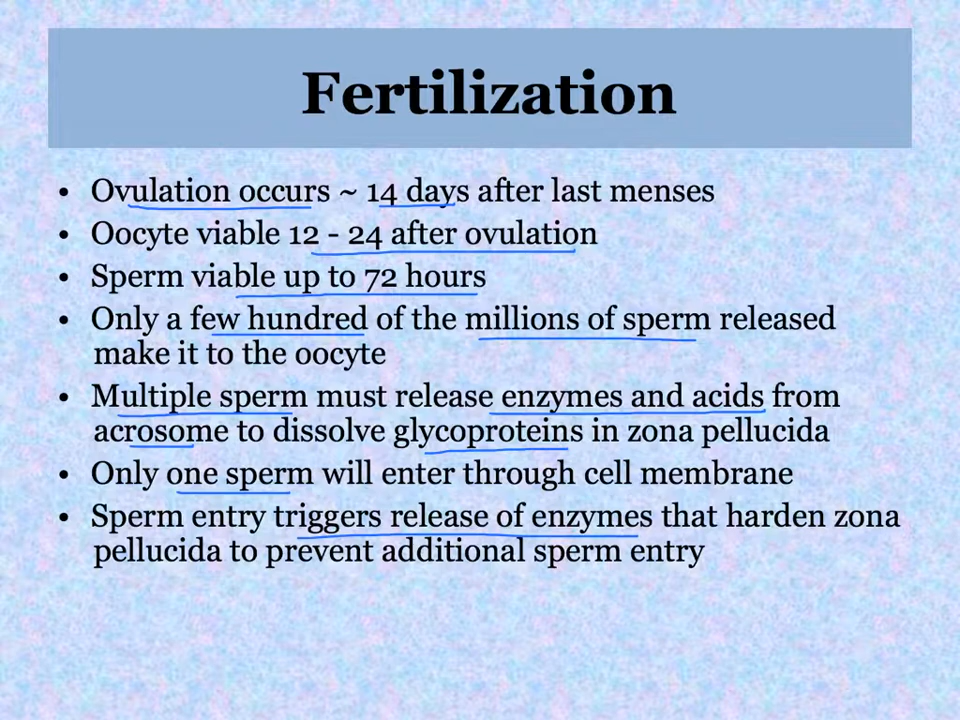 Fertilization
• Ovulation occurs ~ 14 days after last menses
• Oocyte viable 12 - 24 after ovulation
• Sperm viable up to 72 hours
• Only a few hundred of the millions of sperm released
make it to the oocyte
• Multiple sperm must release enzymes and acids from
acrosome to dissolve glycoproteins in zona pellucida
• Only one sperm will enter through cell membrane
• Sperm entry triggers release of enzymes that harden zona
pellucida to prevent additional sperm entry